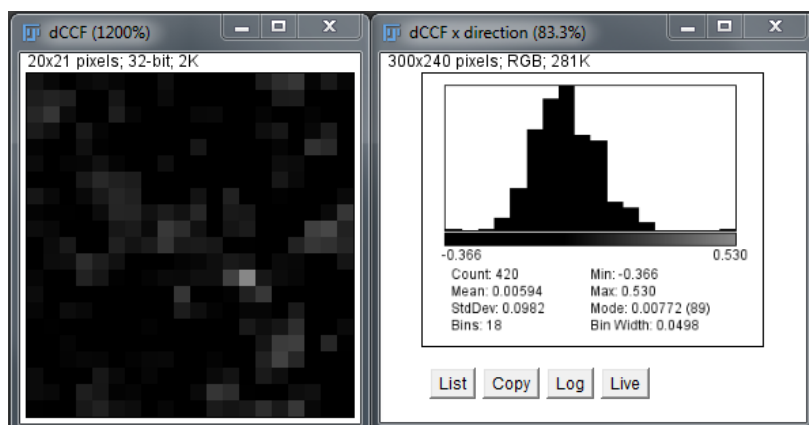 dCCF (1200%)
20x21 pixels; 32-bit; 2K
dCCF x direction (83.3%)
300x240 pixels; RGB; 281K
-0.366 0.530
Count: 420 Min: -0.366
Mean: 0.00594 Max: 0.530
StdDev: 0.0982 Mode: 0.00772 (89)
Bins: 18 Bin Width: 0.0498
List Copy Log Live